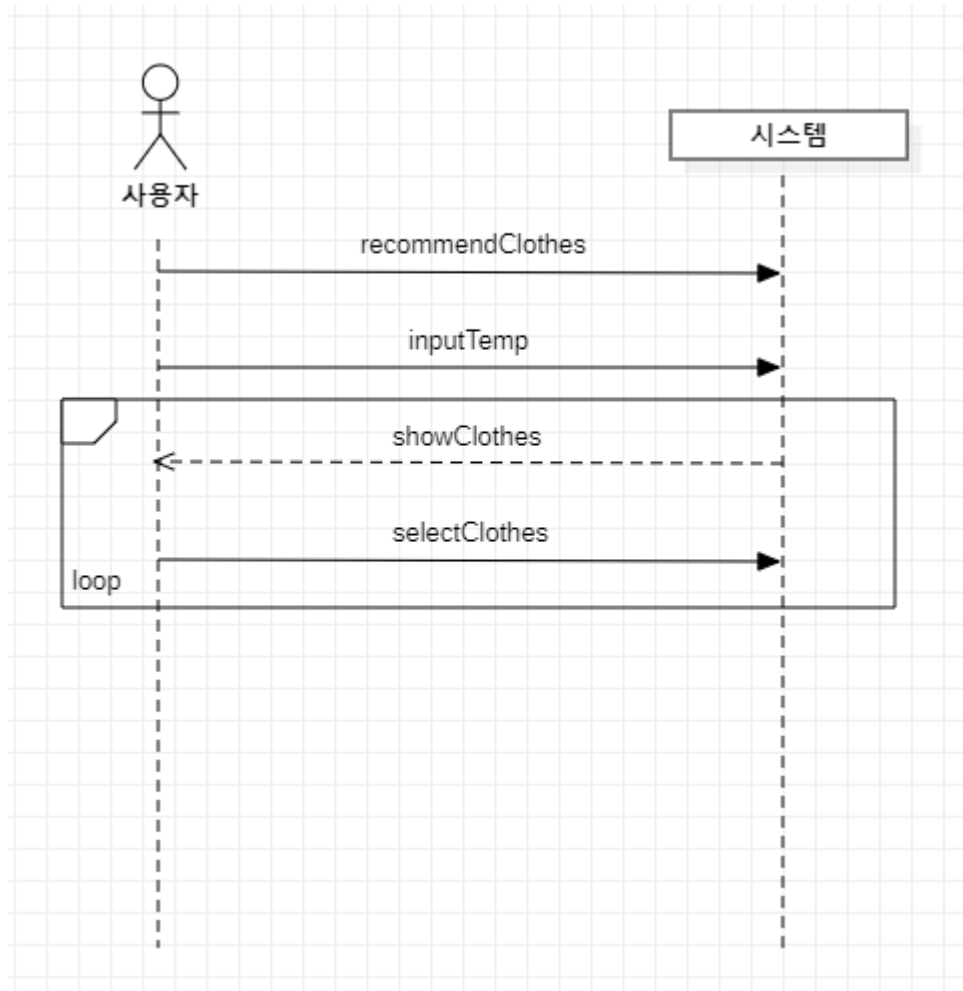 시스템
사용자
recommendClothes
inputTemp
showClothes
selectClothes
loop